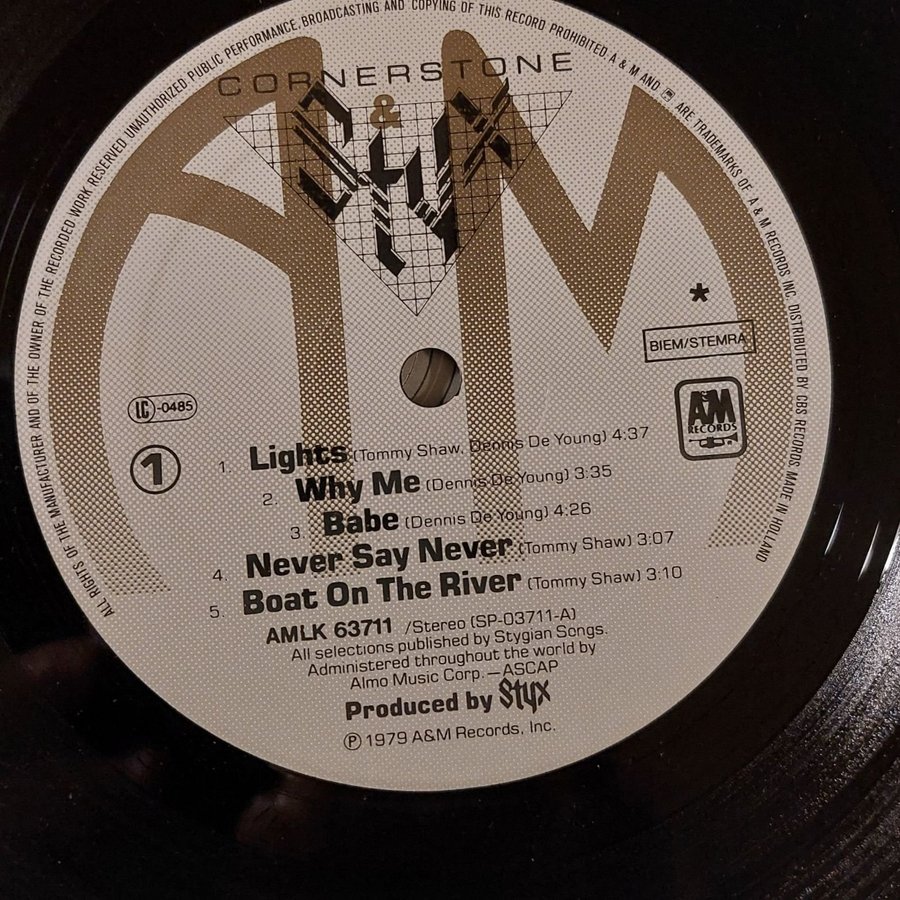 ALL RIGHTS OF THE MANUFACTURER AND OF THE OWNER OF THE RECORDED WORK RESERVED UNAUTHORIZED PUBLIC PERFORMANCE, BROADCASTING AND COPYING OF THIS RECORD PROHIBITED. A & M AND A&M ARE TRADEMARKS OF A & M RECORDS INC. DISTRIBUTED BY CBS RECORDS MADE IN HOLLAND
CORNERSTONE
&
Styx
A M
*
BIEM/STEMRA
LC-0485
A&M
RECORDS
1
1. Lights (Tommy Shaw, Dennis De Young) 4:37
2. Why Me (Dennis De Young) 3:35
3. Babe (Dennis De Young) 4:26
4. Never Say Never (Tommy Shaw) 3:07
5. Boat On The River (Tommy Shaw) 3:10
AMLK 63711 /Stereo (SP-03711-A)
All selections published by Stygian Songs.
Administered throughout the world by
Almo Music Corp.—ASCAP
Produced by Styx
Ⓟ 1979 A&M Records, Inc.